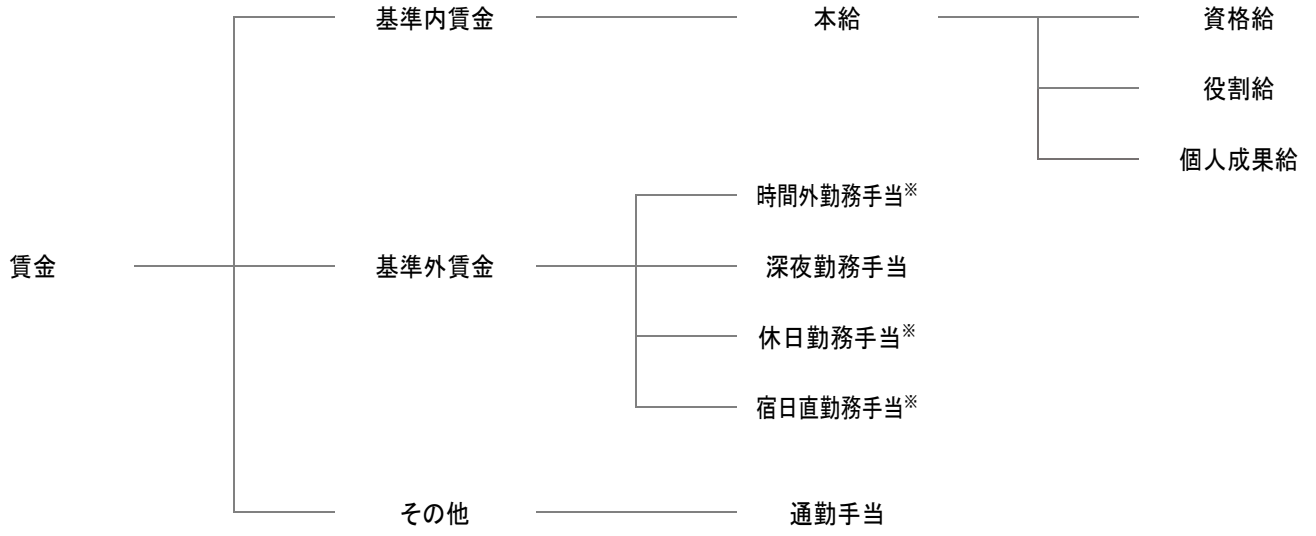 基準内賃金 本給 資格給
役割給
個人成果給
時間外勤務手当※
賃金 基準外賃金 深夜勤務手当
休日勤務手当※
宿日直勤務手当※
その他 通勤手当